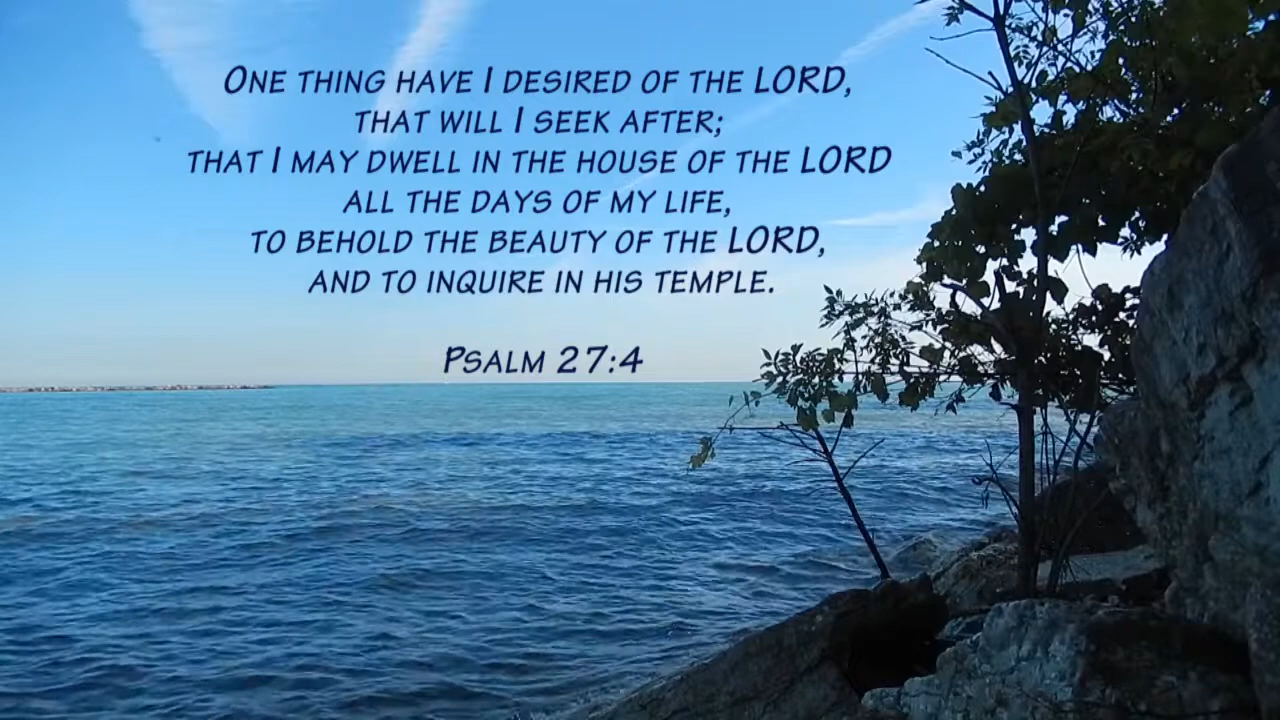 One thing have I desired of the LORD,
that will I seek after;
that I may dwell in the house of the LORD
all the days of my life,
to behold the beauty of the LORD,
and to inquire in his temple.
Psalm 27:4